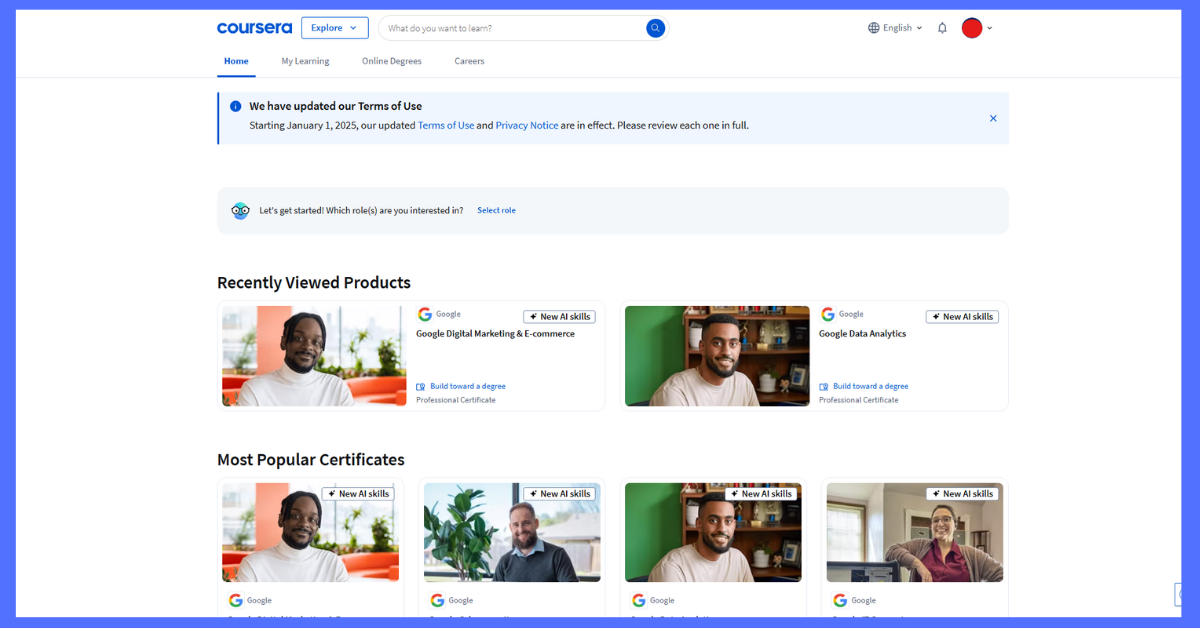 coursera
Explore
What do you want to learn?
English
Home
My Learning
Online Degrees
Careers
We have updated our Terms of Use
Starting January 1, 2025, our updated Terms of Use and Privacy Notice are in effect. Please review each one in full.
Let's get started! Which role(s) are you interested in?
Select role
Recently Viewed Products
Google
New AI skills
Google Digital Marketing & E-commerce
Build toward a degree
Professional Certificate
Google
New AI skills
Google Data Analytics
Build toward a degree
Professional Certificate
Most Popular Certificates
New AI skills
Google
New AI skills
Google
New AI skills
Google
New AI skills
Google